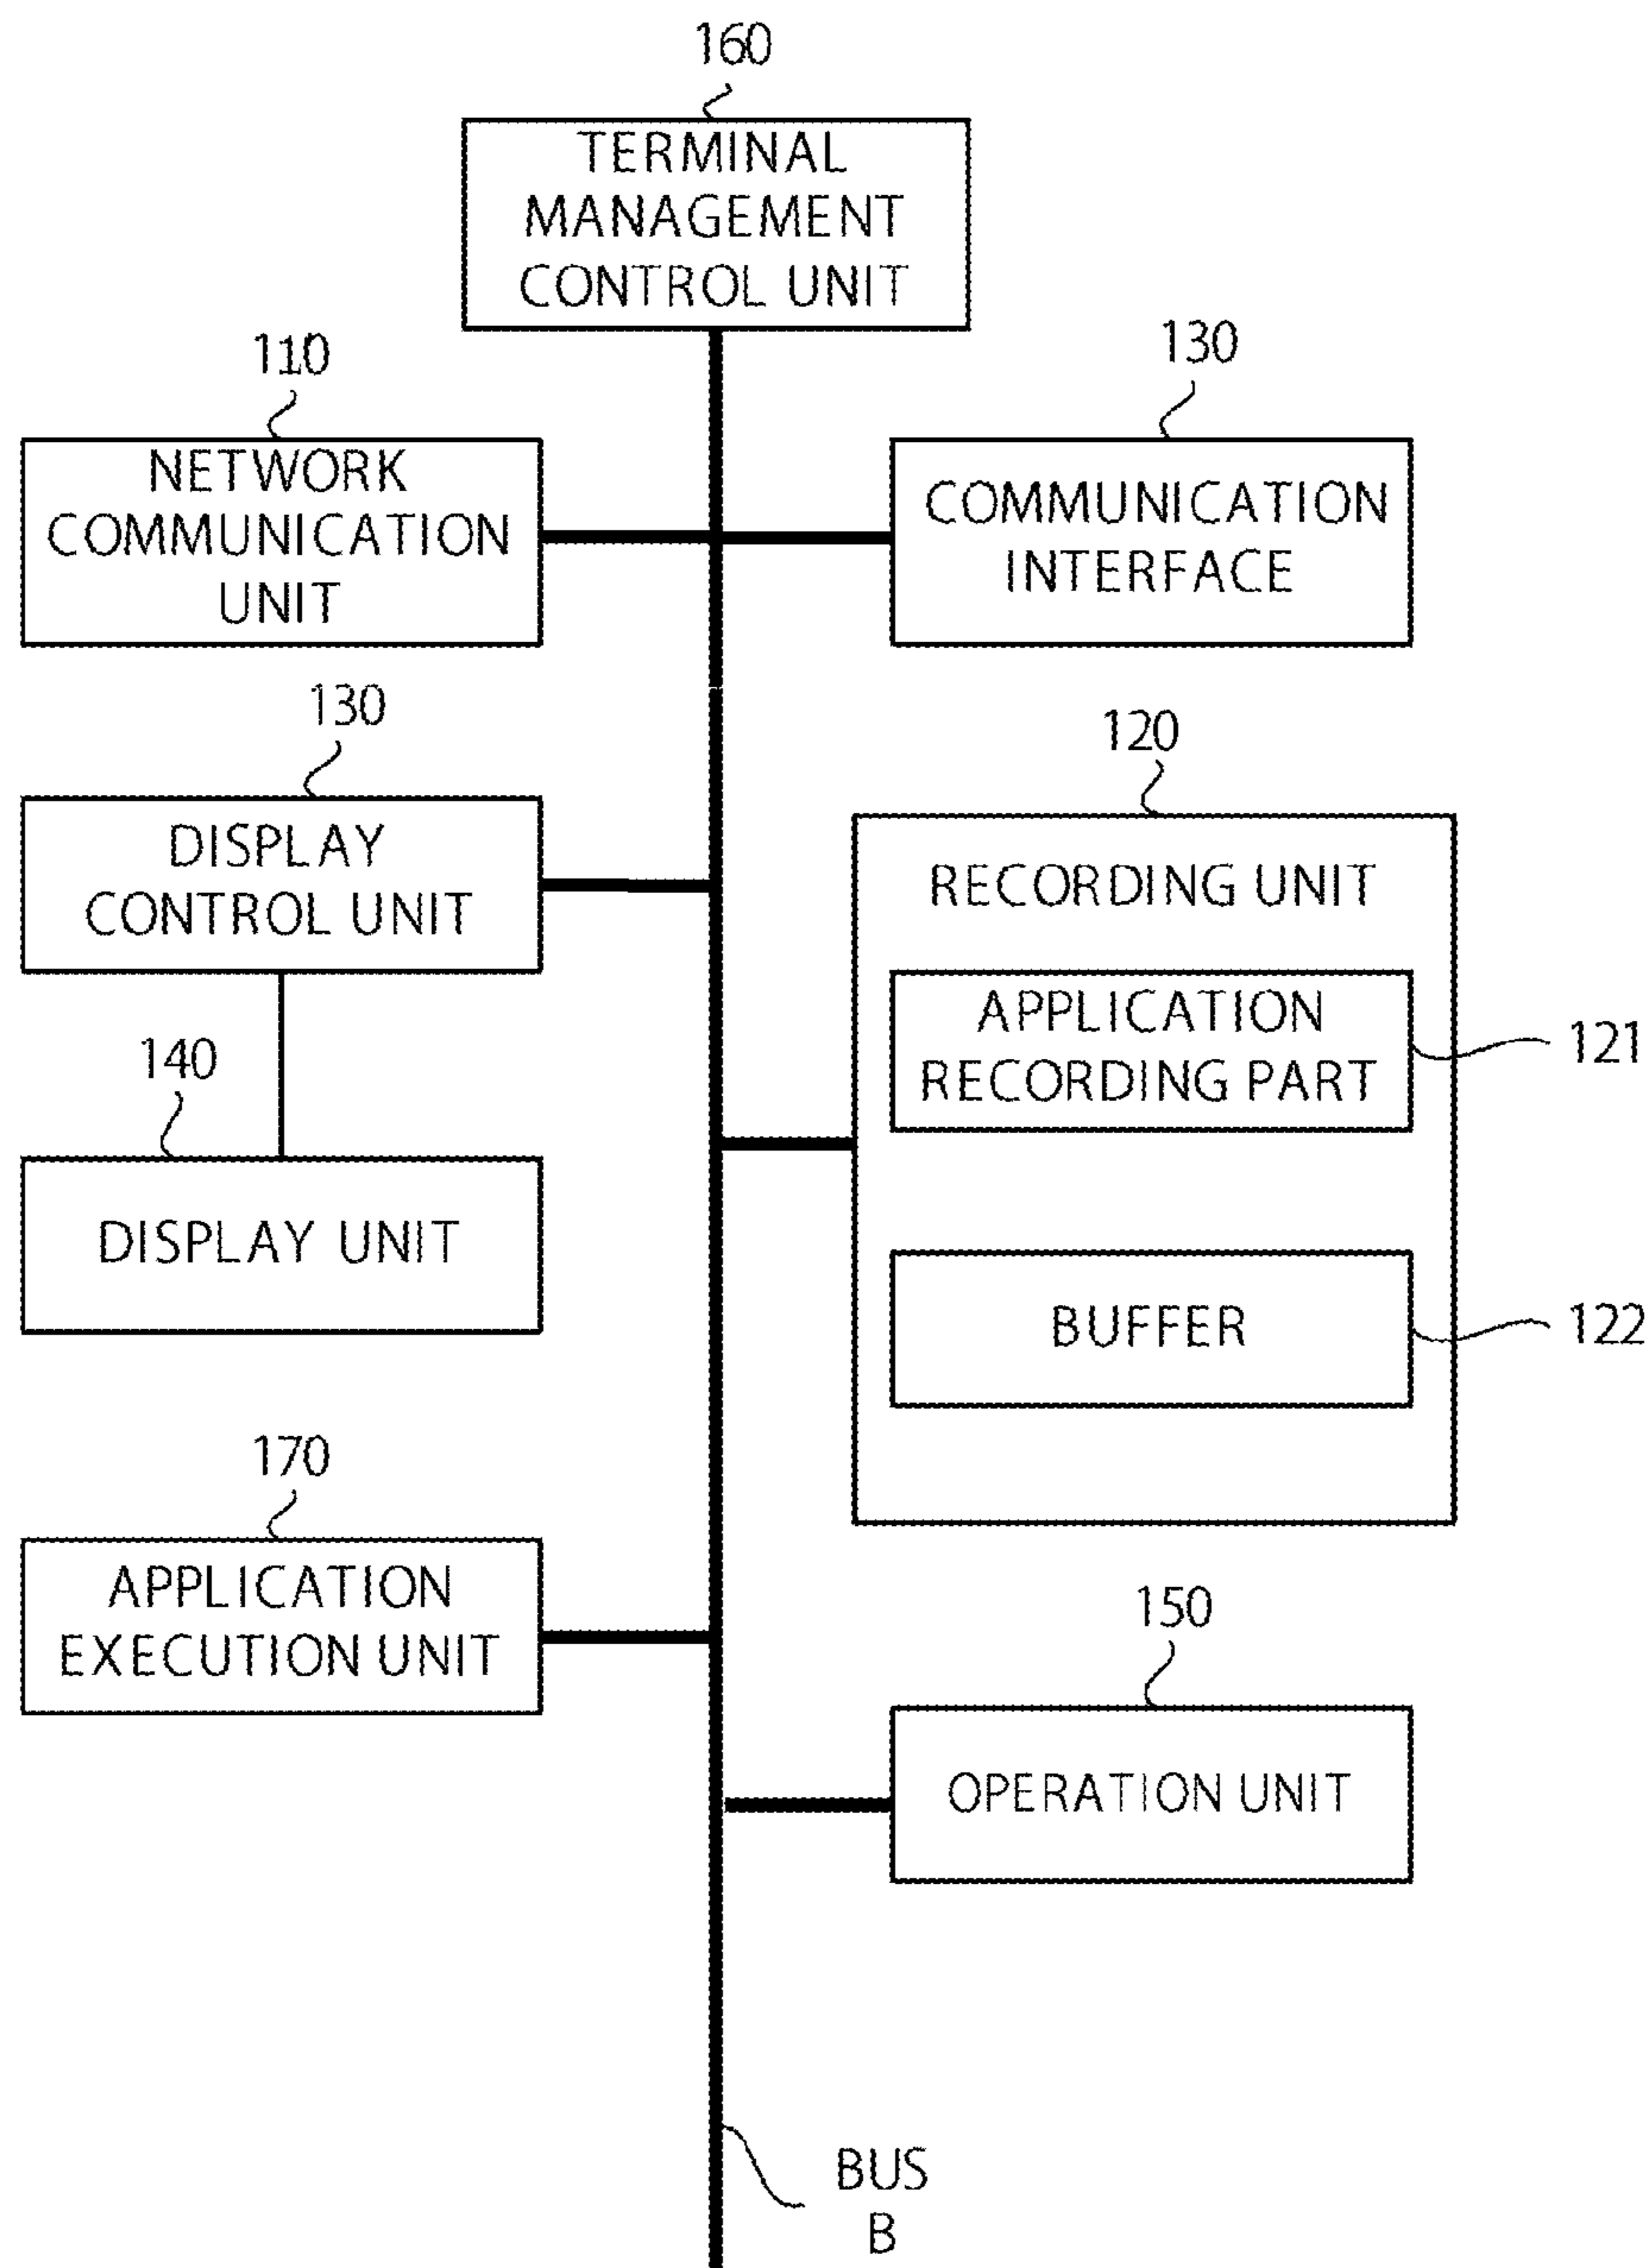 160
TERMINAL
MANAGEMENT
CONTROL UNIT
110
NETWORK
COMMUNICATION
UNIT
130
COMMUNICATION
INTERFACE
130
DISPLAY
CONTROL UNIT
120
RECORDING UNIT
APPLICATION
RECORDING PART
121
140
DISPLAY UNIT
BUFFER
122
170
APPLICATION
EXECUTION UNIT
150
OPERATION UNIT
BUS
B